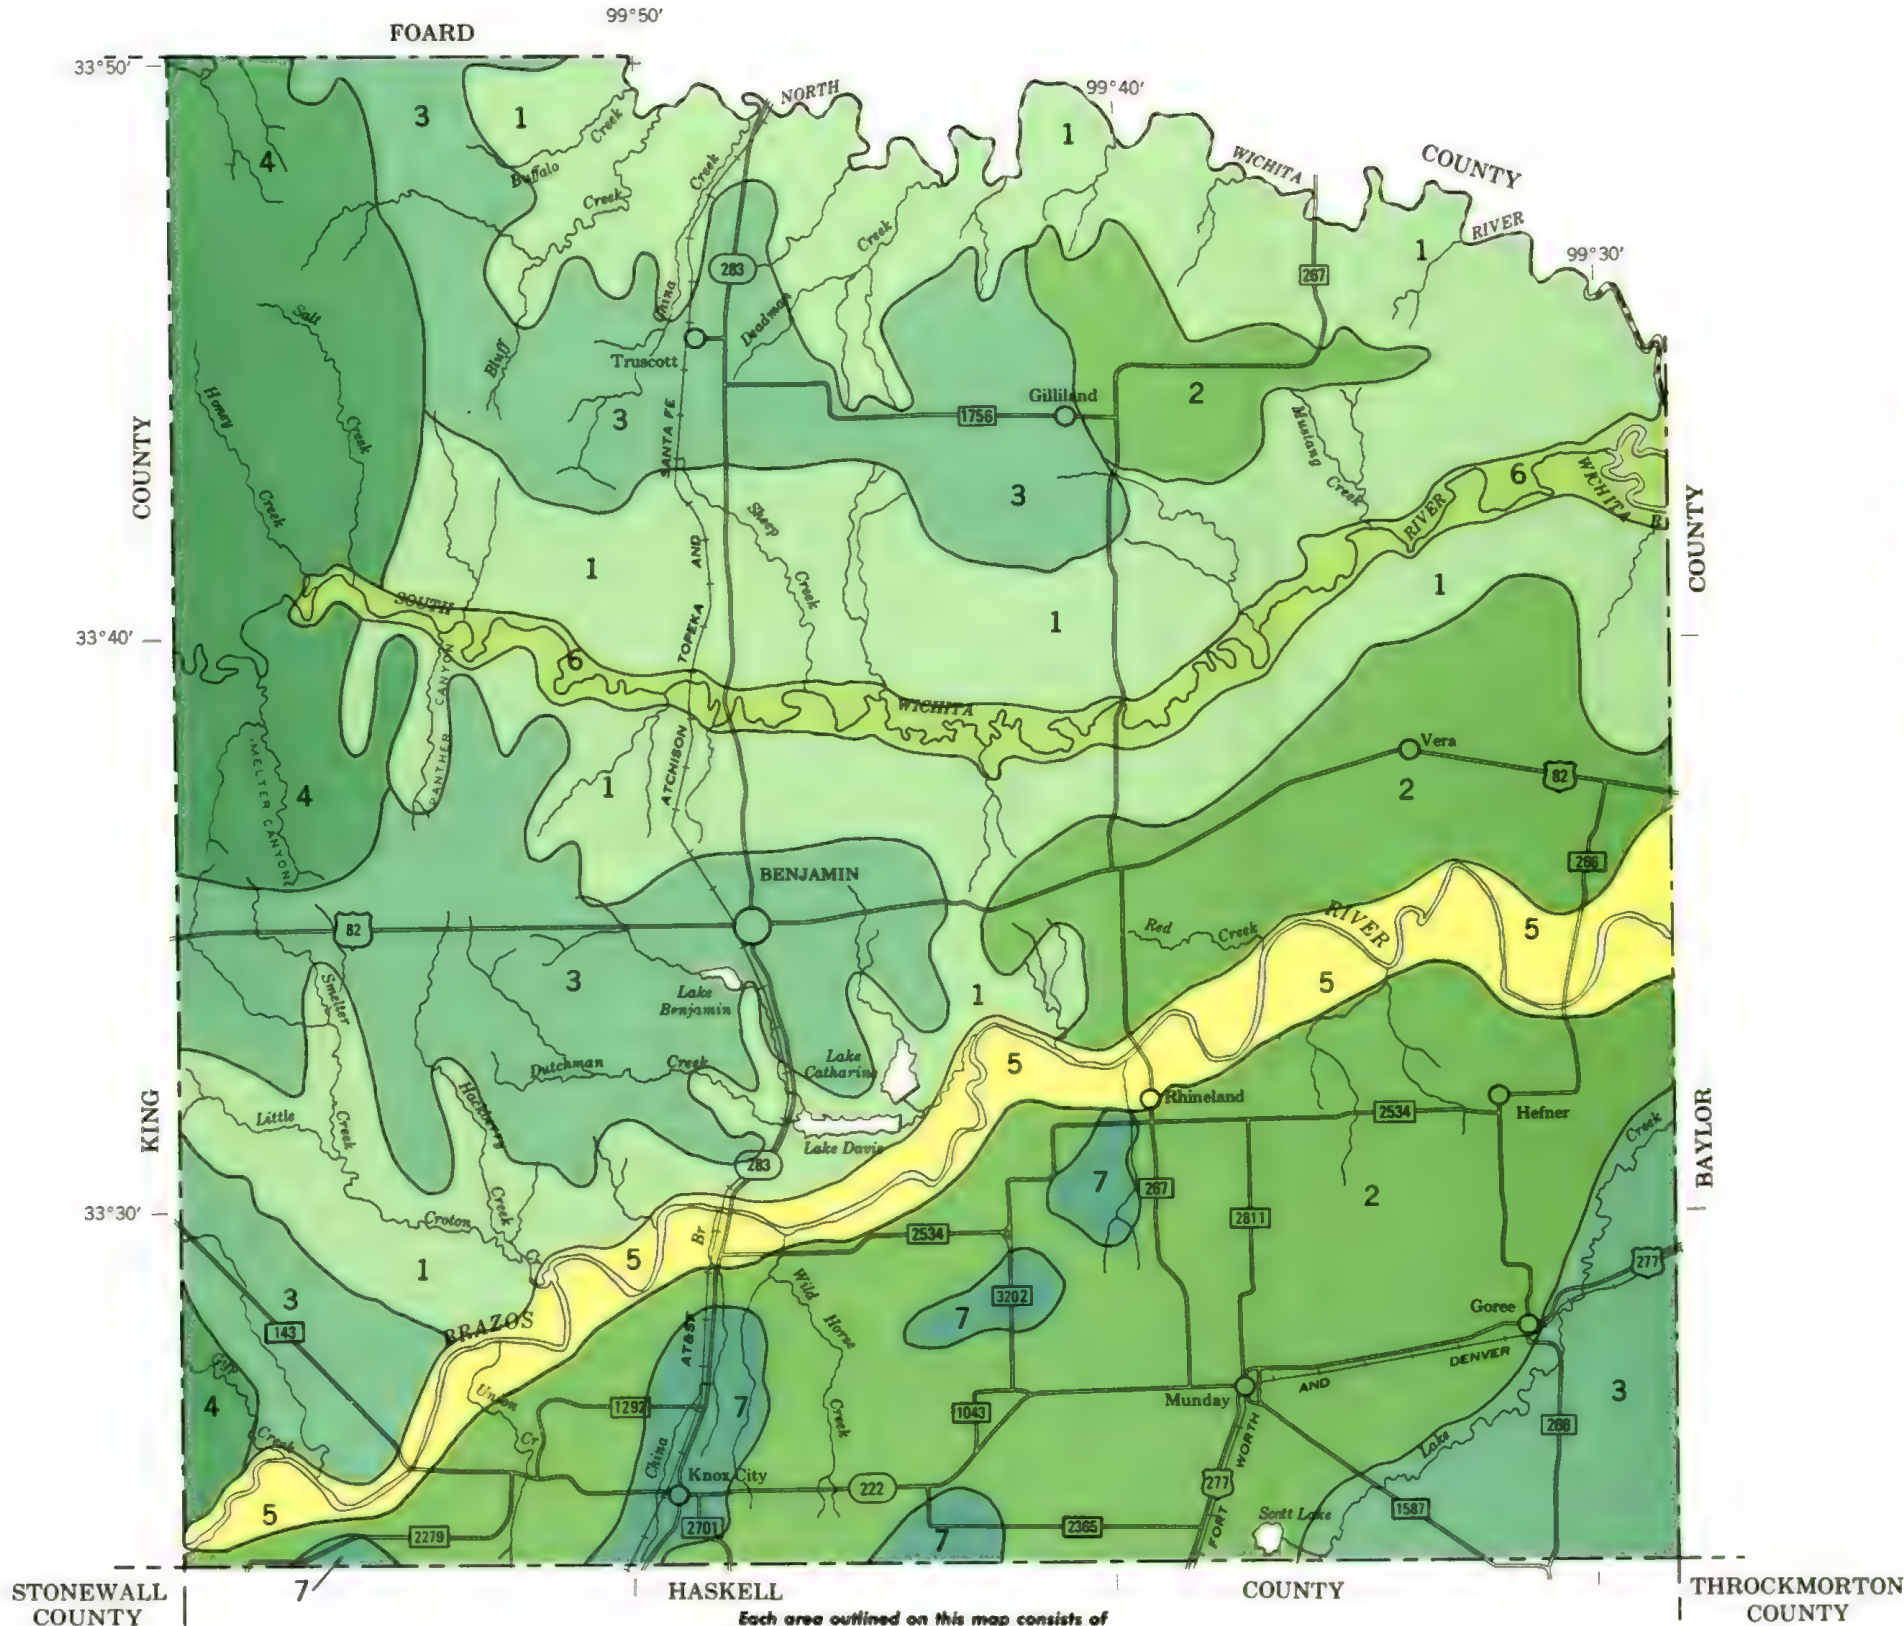 99°50'
FOARD
33°50'
NORTH
99°40'
3
1
Creek
1
4
Buffalo
Creek
Creek
WICHITA
COUNTY
RIVER
1
99°30'
Creek
283
267
Salt
China
Deadman
Bluff
Truscott
Honey
Creek
3
SANTA FE
1756
Gilliland
2
Mustang
Creek
COUNTY
Creek
Sheep
3
6
WICHITA
R
RIVER
COUNTY
AND
1
Creek
1
SOUTH
TOPEKA
1
33°40'
6
PANTHER CANYON
WICHITA
Vera
82
2
SMELTER CANYON
4
1
ATCHISON
266
BENJAMIN
82
RIVER
Red
Creek
5
5
3
Smelter
Lake
Benjamin
1
Lake
Catharine
5
Dutchman
Creek
Rhineland
2534
Hefner
Creek
KING
Little
Creek
Hackberry
Creek
Lake Davis
283
7
267
2
BAYLOR
33°30'
Croton
Cr
5
Br
2534
2811
1
277
3
Wild
Horse
Creek
3202
7
Goree
143
BRAZOS
AT&SF
DENVER
AND
Gyp
Creek
4
Union
Cr
1292
7
1043
Munday
3
266
China
WORTH
Lake
Knox City
222
277
5
2279
2701
7
2365
FORT
Scott Lake
1587
7
STONEWALL
COUNTY
HASKELL
COUNTY
THROCKMORTON
COUNTY
Each area outlined on this map consists of